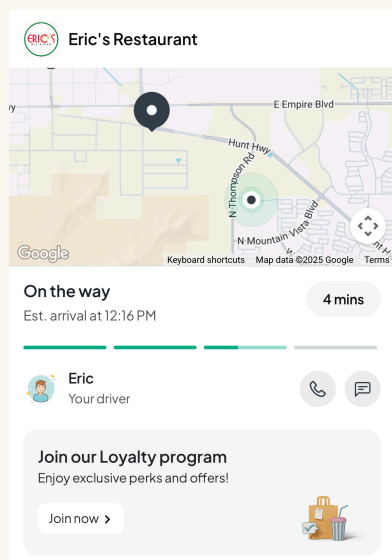 ERIC'S
Eric's Restaurant
E Empire Blvd
Hunt Hwy
N Thompson Rd
N Mountain Vista Blvd
Google
Keyboard shortcuts Map data ©2025 Google Terms
On the way
4 mins
Est. arrival at 12:16 PM
Eric
Your driver
Join our Loyalty program
Enjoy exclusive perks and offers!
Join now